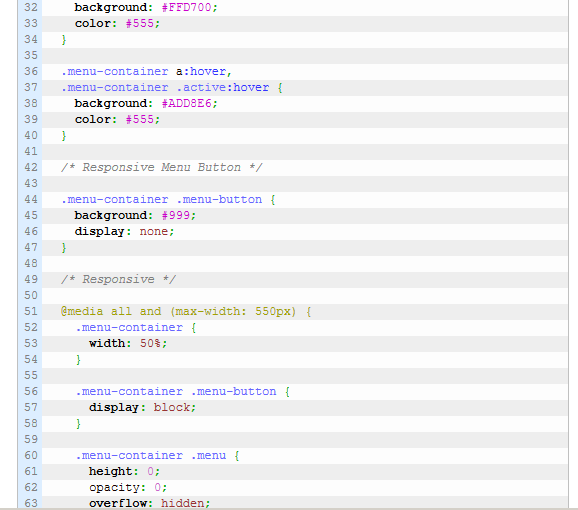 32 background: #FFD700;
33 color: #555;
34 }
35
36 .menu-container a:hover,
37 .menu-container .active:hover {
38 background: #ADD8E6;
39 color: #555;
40 }
41
42 /* Responsive Menu Button */
43
44 .menu-container .menu-button {
45 background: #999;
46 display: none;
47 }
48
49 /* Responsive */
50
51 @media all and (max-width: 550px) {
52 .menu-container {
53 width: 50%;
54 }
55
56 .menu-container .menu-button {
57 display: block;
58 }
59
60 .menu-container .menu {
61 height: 0;
62 opacity: 0;
63 overflow: hidden;